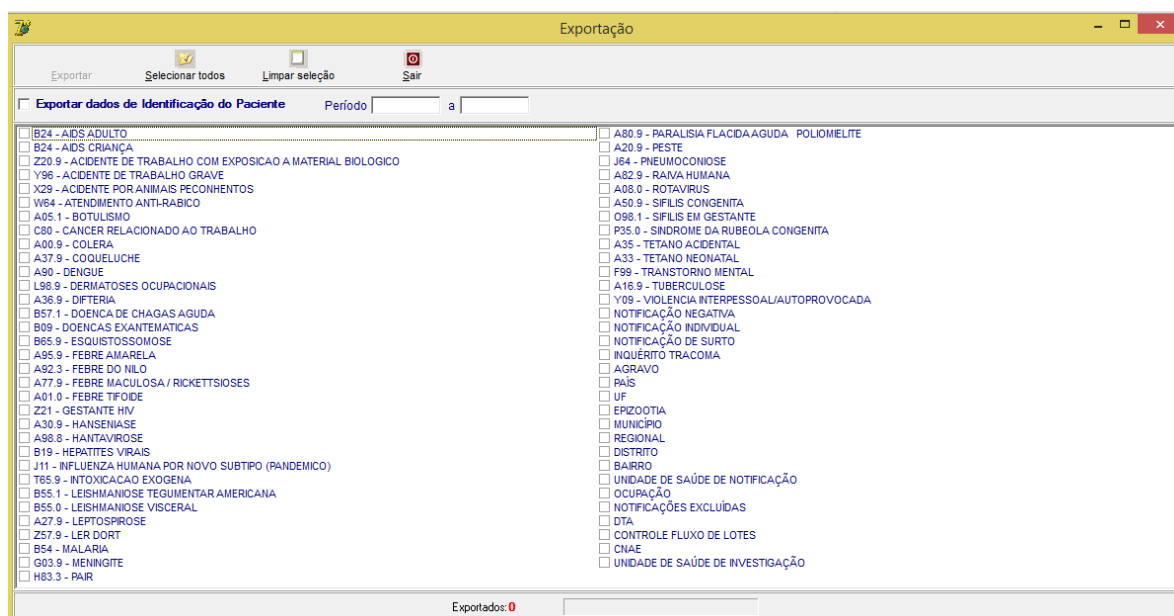 Exportação
Exportar Selecionar todos Limpar seleção Sair
Exportar dados de Identificação do Paciente Período a
B24 - AIDS ADULTO
B24 - AIDS CRIANÇA
Z20.9 - ACIDENTE DE TRABALHO COM EXPOSICAO A MATERIAL BIOLOGICO
Y96 - ACIDENTE DE TRABALHO GRAVE
X29 - ACIDENTE POR ANIMAIS PECONHENTOS
W64 - ATENDIMENTO ANTI-RABICO
A05.1 - BOTULISMO
C80 - CANCER RELACIONADO AO TRABALHO
A00.9 - COLERA
A37.9 - COQUELUCHE
A90 - DENGUE
L98.9 - DERMATOSES OCUPACIONAIS
A36.9 - DIFTERIA
B57.1 - DOENCA DE CHAGAS AGUDA
B09 - DOENCAS EXANTEMATICAS
B65.9 - ESQUISTOSSOMOSE
A95.9 - FEBRE AMARELA
A92.3 - FEBRE DO NILO
A77.9 - FEBRE MACULOSA / RICKETTSIOSES
A01.0 - FEBRE TIFOIDE
Z21 - GESTANTE HIV
A30.9 - HANSENIASE
A98.8 - HANTAVIROSE
B19 - HEPATITES VIRAIS
J11 - INFLUENZA HUMANA POR NOVO SUBTIPO (PANDEMICO)
T65.9 - INTOXICACAO EXOGENA
B55.1 - LEISHMANIOSE TEGUMENTAR AMERICANA
B55.0 - LEISHMANIOSE VISCERAL
A27.9 - LEPTOSPIROSE
Z57.9 - LER DORT
B54 - MALARIA
G03.9 - MENINGITE
H83.3 - PAIR
A80.9 - PARALISIA FLACIDA AGUDA POLIOMIELITE
A20.9 - PESTE
J64 - PNEUMOCONIOSE
A82.9 - RAIVA HUMANA
A08.0 - ROTAVIRUS
A50.9 - SIFILIS CONGENITA
O98.1 - SIFILIS EM GESTANTE
P35.0 - SINDROME DA RUBEOLA CONGENITA
A35 - TETANO ACIDENTAL
A33 - TETANO NEONATAL
F99 - TRANSTORNO MENTAL
A16.9 - TUBERCULOSE
Y09 - VIOLENCIA INTERPESSOAL/AUTOPROVOCADA
NOTIFICAÇÃO NEGATIVA
NOTIFICAÇÃO INDIVIDUAL
NOTIFICAÇÃO DE SURTO
INQUÉRITO TRACOMA
AGRAVO
PAÍS
UF
EPIZOOTIA
MUNICÍPIO
REGIONAL
DISTRITO
BAIRRO
UNIDADE DE SAÚDE DE NOTIFICAÇÃO
OCUPAÇÃO
NOTIFICAÇÕES EXCLUÍDAS
DTA
CONTROLE FLUXO DE LOTES
CNAE
UNIDADE DE SAÚDE DE INVESTIGAÇÃO
Exportados: 0